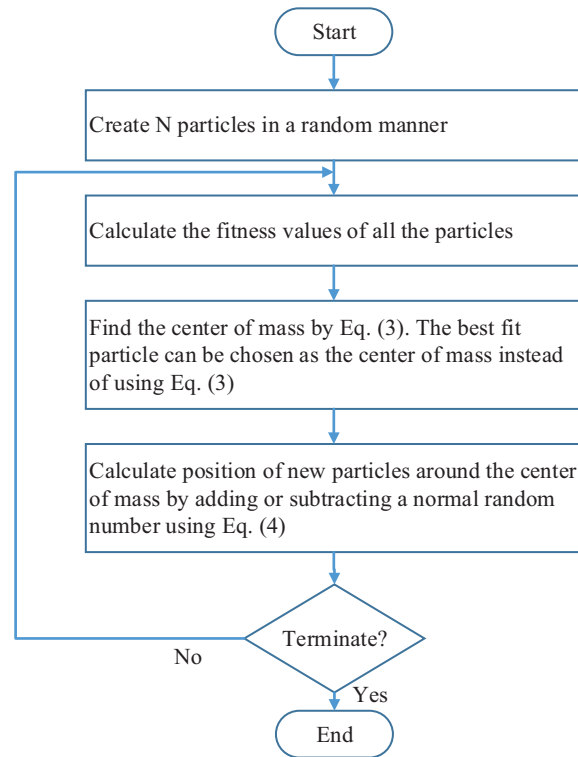 Start
Create N particles in a random manner
Calculate the fitness values of all the particles
Find the center of mass by Eq. (3). The best fit
particle can be chosen as the center of mass instead
of using Eq. (3)
Calculate position of new particles around the center
of mass by adding or subtracting a normal random
number using Eq. (4)
Terminate?
No
Yes
End